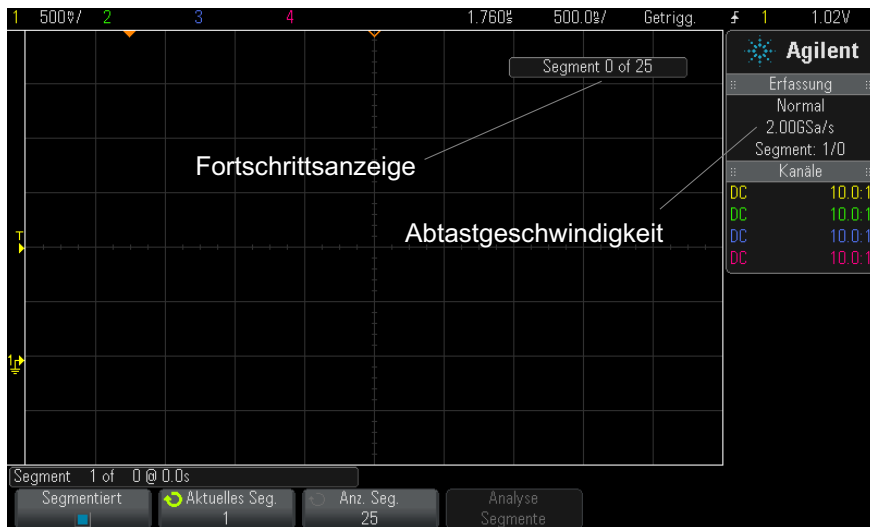 1 500♉/ 2 3 4 1.760㎲ 500.0㎱/ Getrigg. 1 1.02V
Segment 0 of 25
Agilent
Erfassung
Normal
2.00GSa/s
Segment: 1/0
Kanäle
DC 10.0:1
DC 10.0:1
DC 10.0:1
DC 10.0:1
Fortschrittsanzeige
Abtastgeschwindigkeit
T
1
Segment 1 of 0 @ 0.0s
Segmentiert
Aktuelles Seg.
1
Anz. Seg.
25
Analyse
Segmente